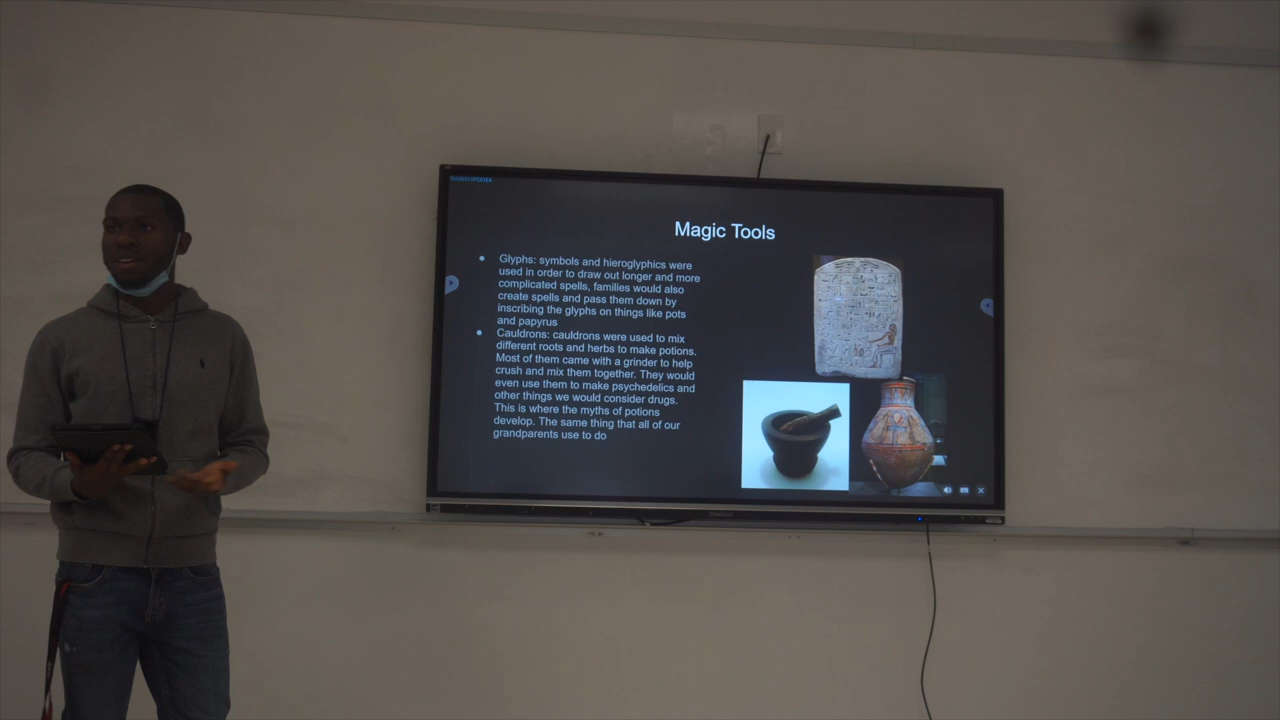 Magic Tools
Glyphs: symbols and hieroglyphics were
used in order to draw out longer and more
complicated spells, families would also
create spells and pass them down by
inscribing the glyphs on things like pots
and papyrus
Cauldrons: cauldrons were used to mix
different roots and herbs to make potions.
Most of them came with a grinder to help
crush and mix them together. They would
even use them to make psychedelics and
other things we would consider drugs.
This is where the myths of potions
develop. The same thing that all of our
grandparents use to do